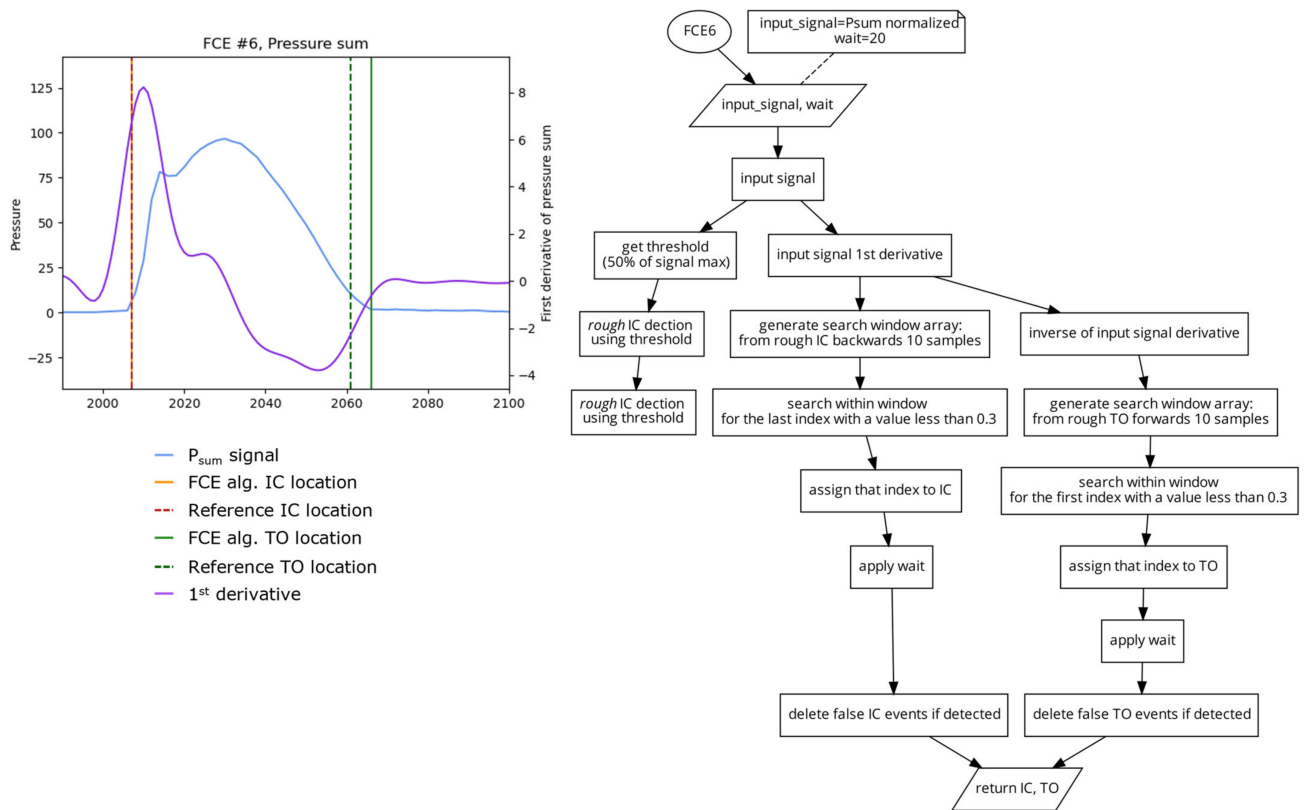 FCE #6, Pressure sum
125
100
75
50
25
0
−25
Pressure
8
6
4
2
0
−2
−4
First derivative of pressure sum
2000
2020
2040
2060
2080
2100
Psum signal
FCE alg. IC location
Reference IC location
FCE alg. TO location
Reference TO location
1st derivative
FCE6
input_signal=Psum normalized
wait=20
input_signal, wait
input signal
get threshold
(50% of signal max)
input signal 1st derivative
rough IC dection
using threshold
generate search window array:
from rough IC backwards 10 samples
inverse of input signal derivative
rough IC dection
using threshold
search within window
for the last index with a value less than 0.3
generate search window array:
from rough TO forwards 10 samples
assign that index to IC
search within window
for the first index with a value less than 0.3
apply wait
assign that index to TO
apply wait
delete false IC events if detected
delete false TO events if detected
return IC, TO